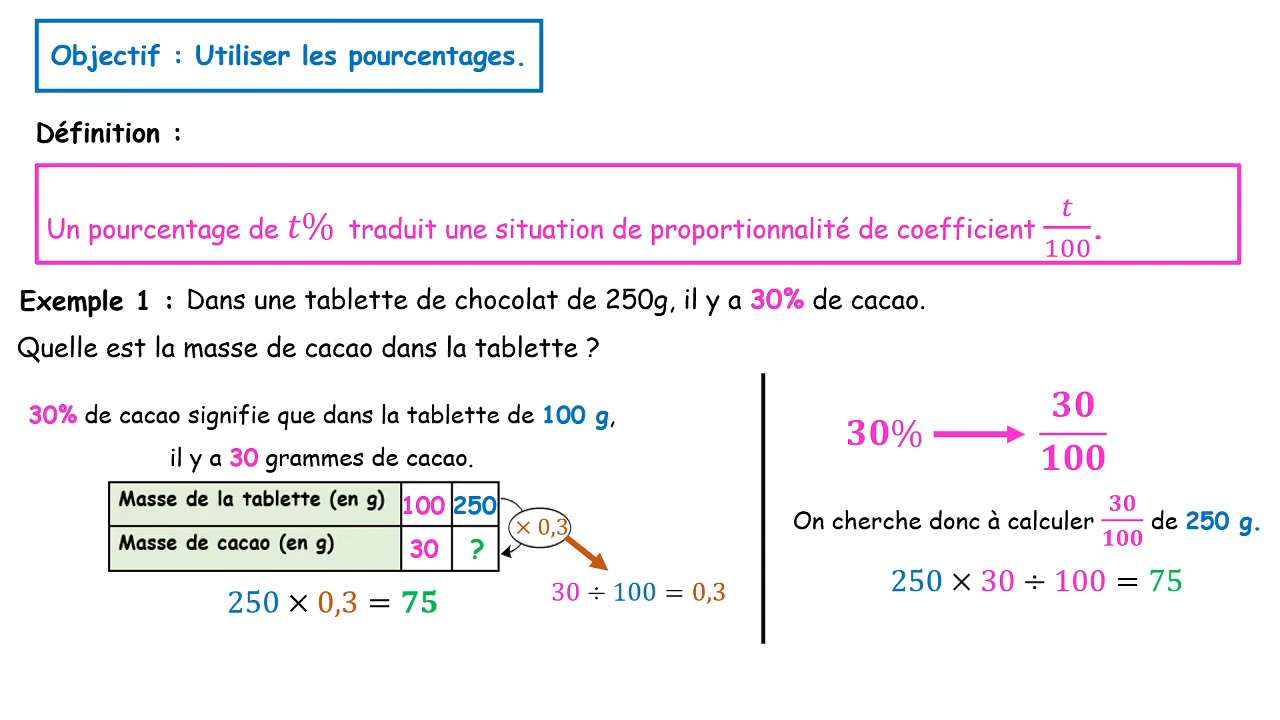 Objectif : Utiliser les pourcentages.
Définition :
Un pourcentage de t% traduit une situation de proportionnalité de coefficient t/100.
Exemple 1 : Dans une tablette de chocolat de 250g, il y a 30% de cacao.
Quelle est la masse de cacao dans la tablette ?
30% de cacao signifie que dans la tablette de 100 g,
il y a 30 grammes de cacao.
Masse de la tablette (en g) 100 250
Masse de cacao (en g) 30 ?
× 0,3
250 × 0,3 = 75
30 ÷ 100 = 0,3
30% 30/100
On cherche donc à calculer 30/100 de 250 g.
250 × 30 ÷ 100 = 75